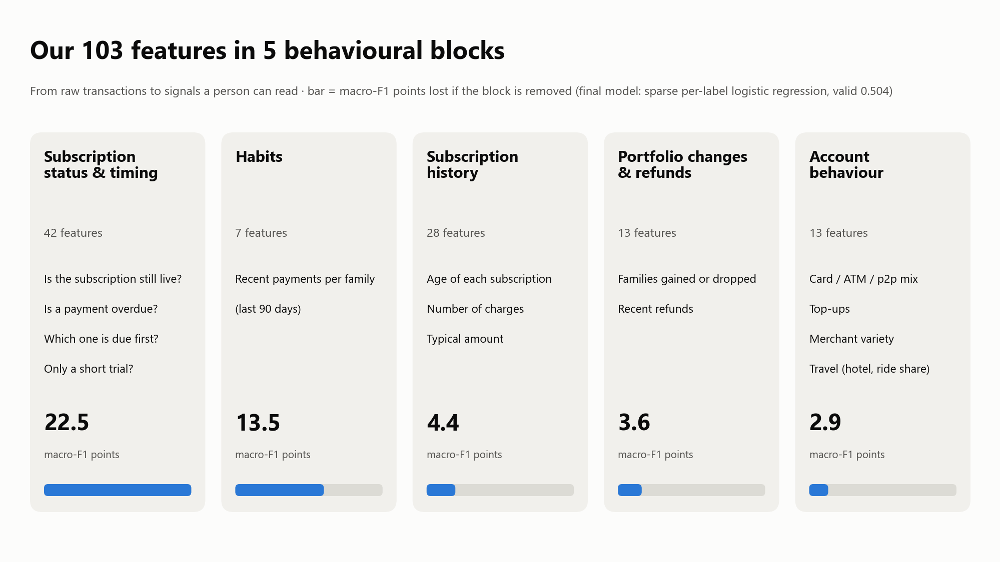 Our 103 features in 5 behavioural blocks
From raw transactions to signals a person can read · bar = macro-F1 points lost if the block is removed (final model: sparse per-label logistic regression, valid 0.504)
Subscription
status & timing
42 features
Is the subscription still live?
Is a payment overdue?
Which one is due first?
Only a short trial?
22.5
macro-F1 points
Habits
7 features
Recent payments per family
(last 90 days)
13.5
macro-F1 points
Subscription
history
28 features
Age of each subscription
Number of charges
Typical amount
4.4
macro-F1 points
Portfolio changes
& refunds
13 features
Families gained or dropped
Recent refunds
3.6
macro-F1 points
Account
behaviour
13 features
Card / ATM / p2p mix
Top-ups
Merchant variety
Travel (hotel, ride share)
2.9
macro-F1 points